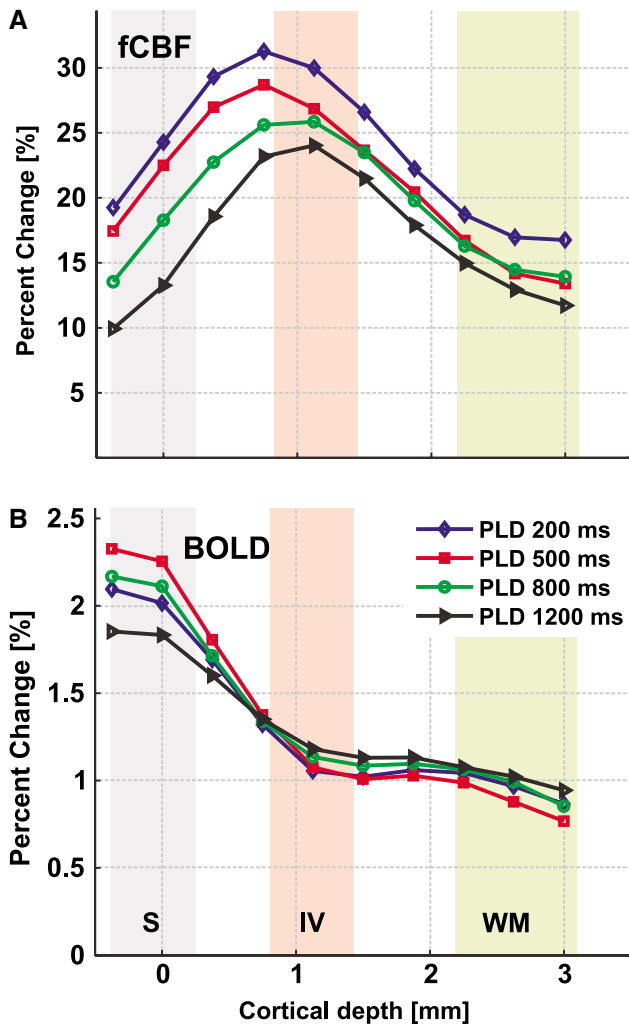 A
fCBF
Percent Change [%]
30
25
20
15
10
5
B
BOLD
PLD 200 ms
PLD 500 ms
PLD 800 ms
PLD 1200 ms
Percent Change [%]
2.5
2
1.5
1
0.5
0
S IV WM
0 1 2 3
Cortical depth [mm]